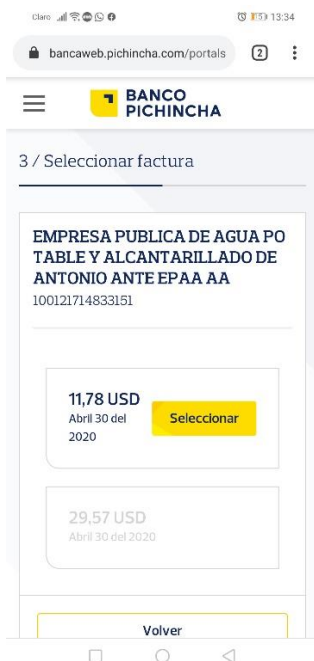 Claro 13:34
bancaweb.pichincha.com/portals 2
BANCO
PICHINCHA
3 / Seleccionar factura
EMPRESA PUBLICA DE AGUA PO
TABLE Y ALCANTARILLADO DE
ANTONIO ANTE EPAA AA
100121714833151
11,78 USD
Abril 30 del
2020
Seleccionar
29,57 USD
Abril 30 del 2020
Volver